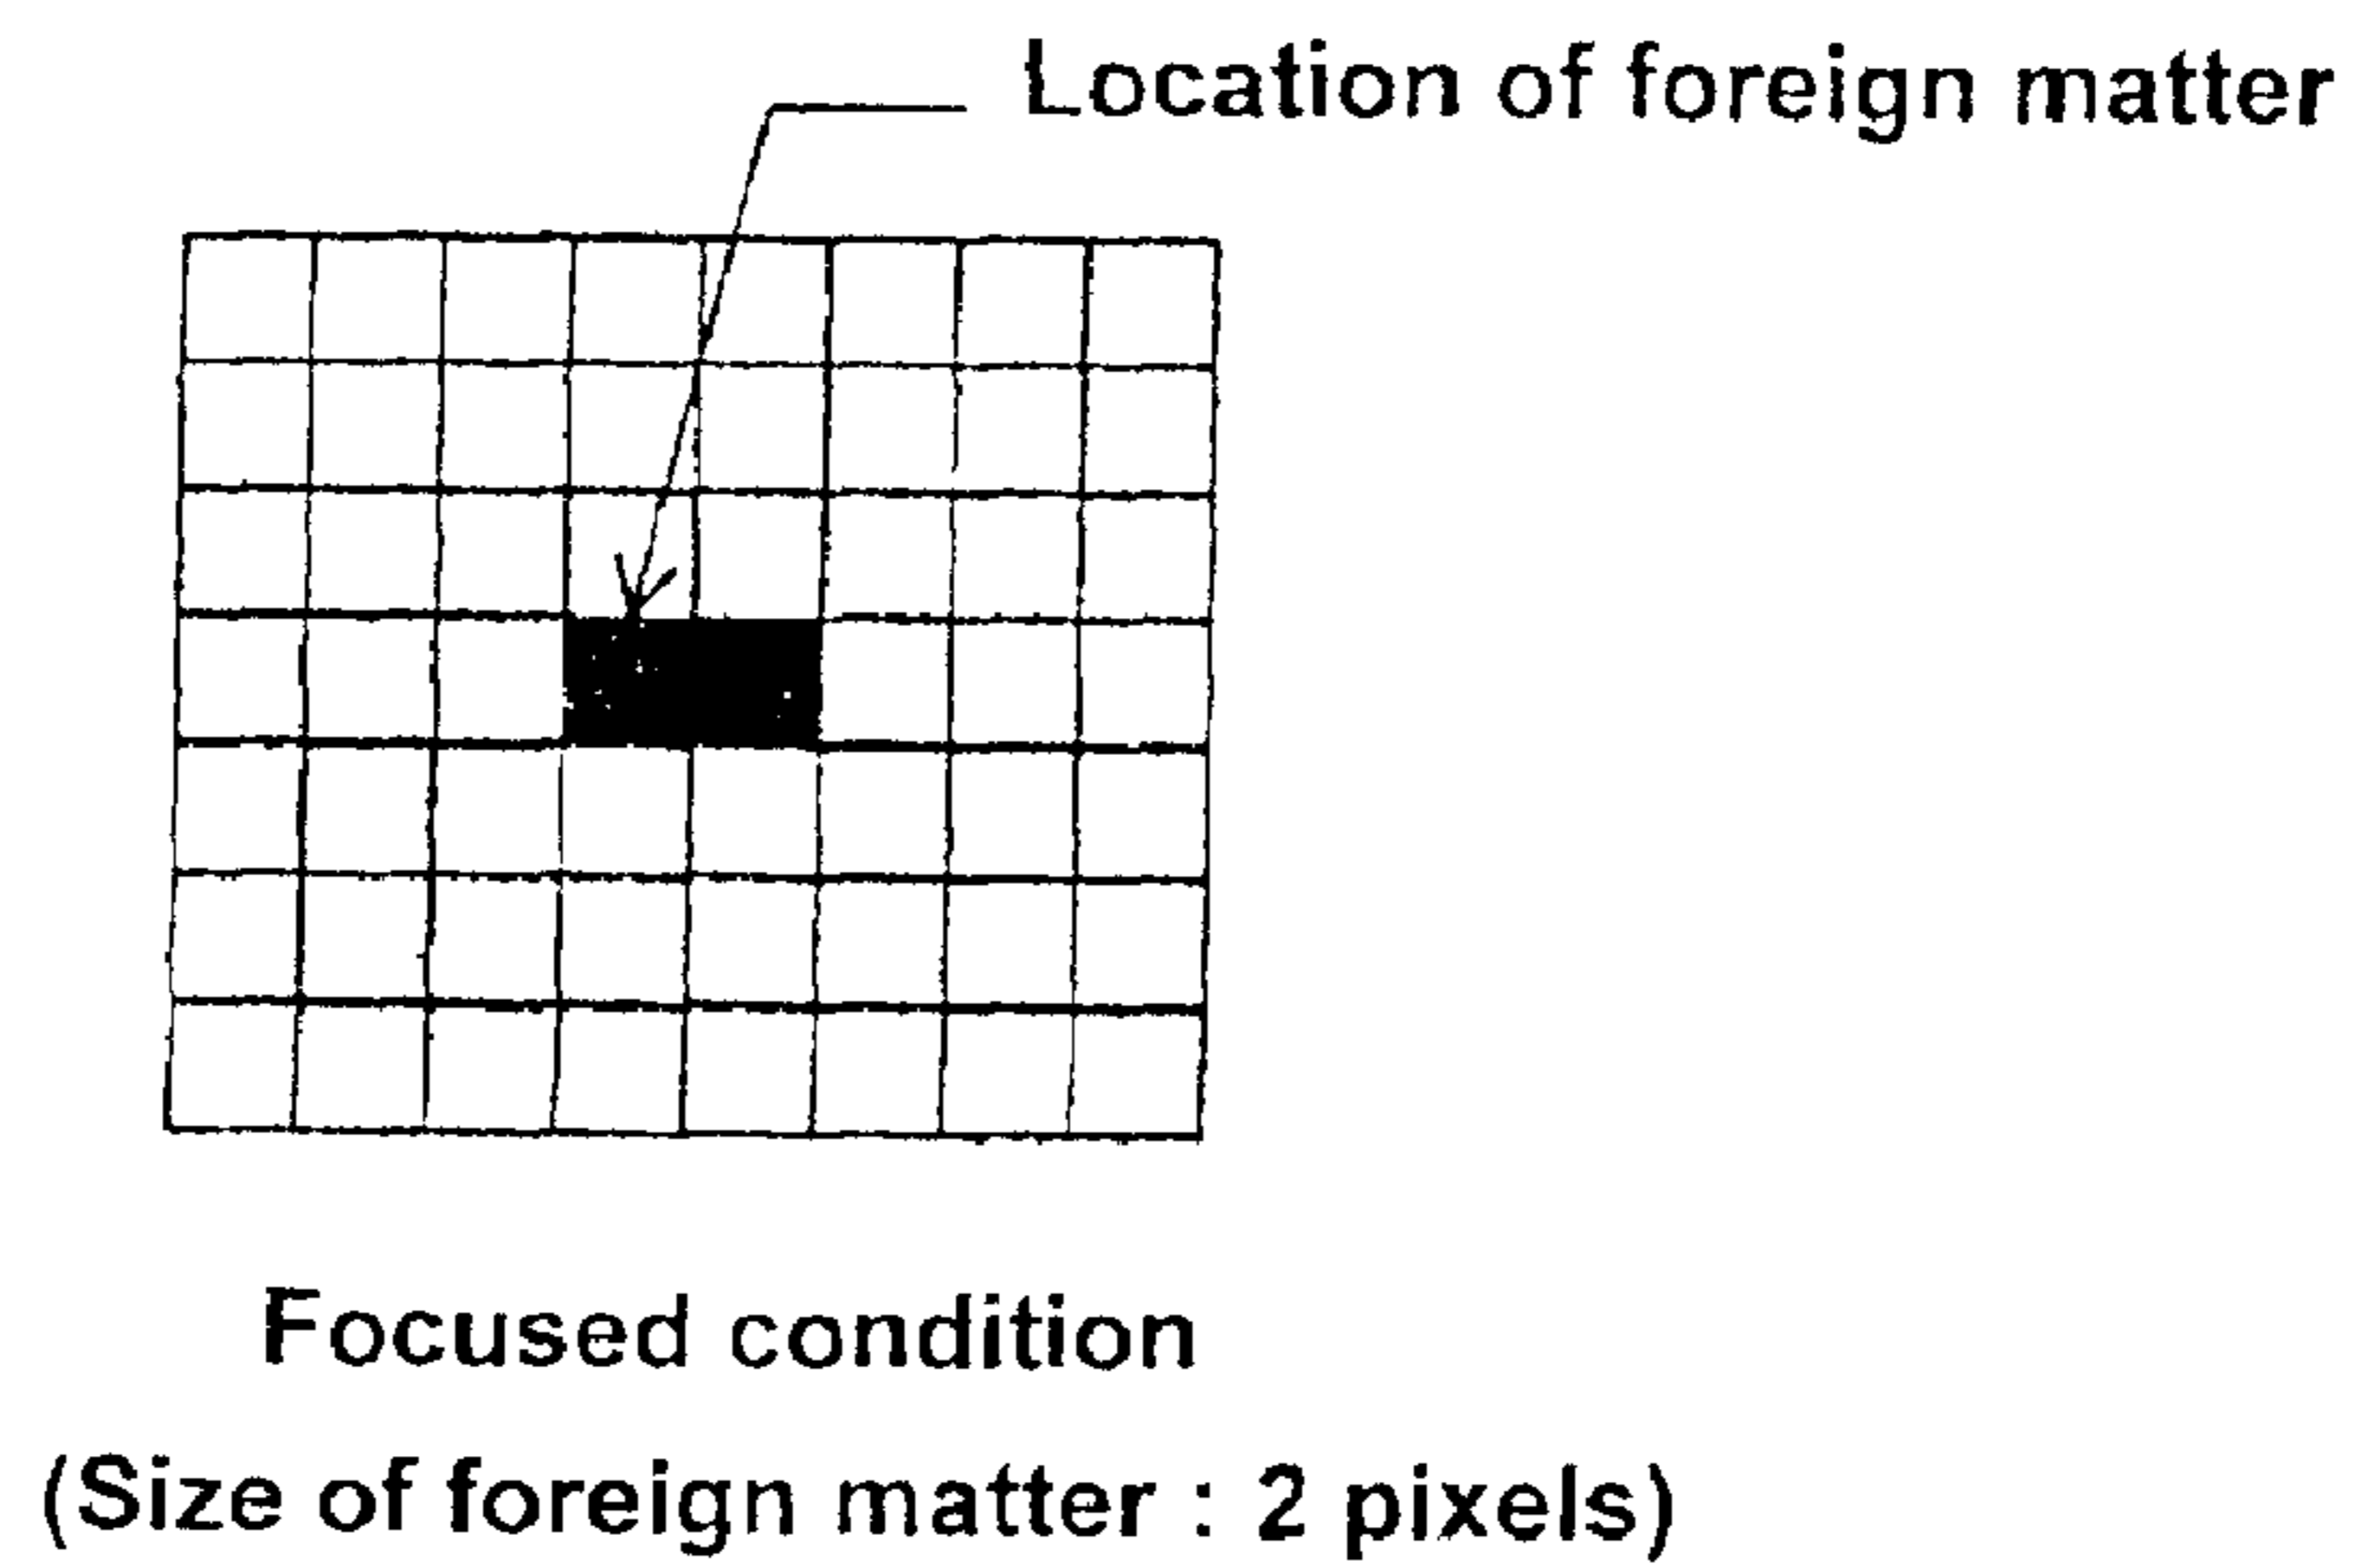 Location of foreign matter
Focused condition
(Size of foreign matter : 2 pixels)